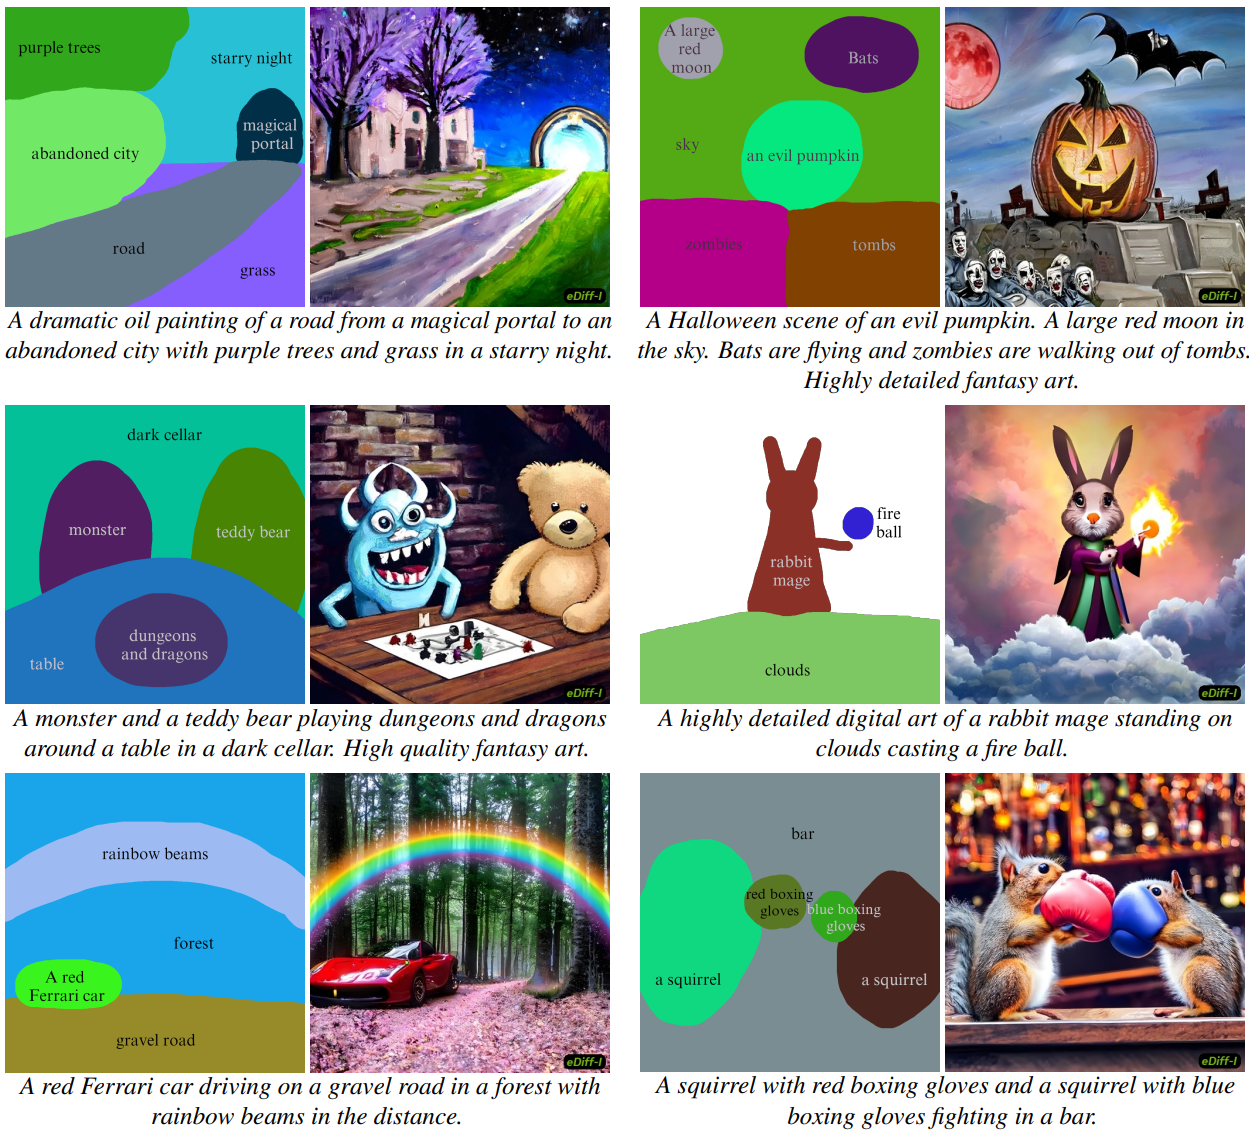 purple trees
starry night
magical
portal
abandoned city
road
grass
eDiff-I
A dramatic oil painting of a road from a magical portal to an
abandoned city with purple trees and grass in a starry night.
A large
red
moon
Bats
sky
an evil pumpkin
zombies
tombs
eDiff-I
A Halloween scene of an evil pumpkin. A large red moon in
the sky. Bats are flying and zombies are walking out of tombs.
Highly detailed fantasy art.
dark cellar
monster
teddy bear
dungeons
and dragons
table
eDiff-I
A monster and a teddy bear playing dungeons and dragons
around a table in a dark cellar. High quality fantasy art.
fire
ball
rabbit
mage
clouds
eDiff-I
A highly detailed digital art of a rabbit mage standing on
clouds casting a fire ball.
rainbow beams
forest
A red
Ferrari car
gravel road
eDiff-I
A red Ferrari car driving on a gravel road in a forest with
rainbow beams in the distance.
bar
red boxing
gloves
blue boxing
gloves
a squirrel
a squirrel
eDiff-I
A squirrel with red boxing gloves and a squirrel with blue
boxing gloves fighting in a bar.